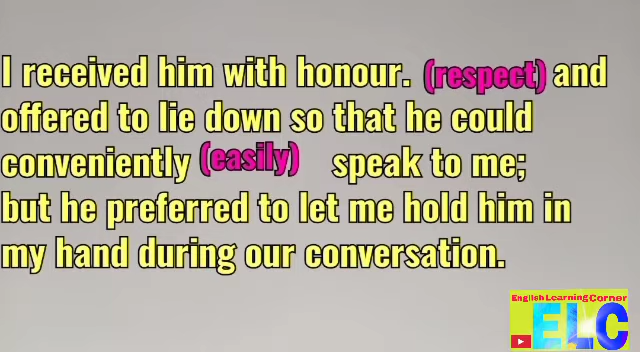 I received him with honour. (respect) and
offered to lie down so that he could
conveniently (easily) speak to me;
but he preferred to let me hold him in
my hand during our conversation.
English Learning Corner
ELC